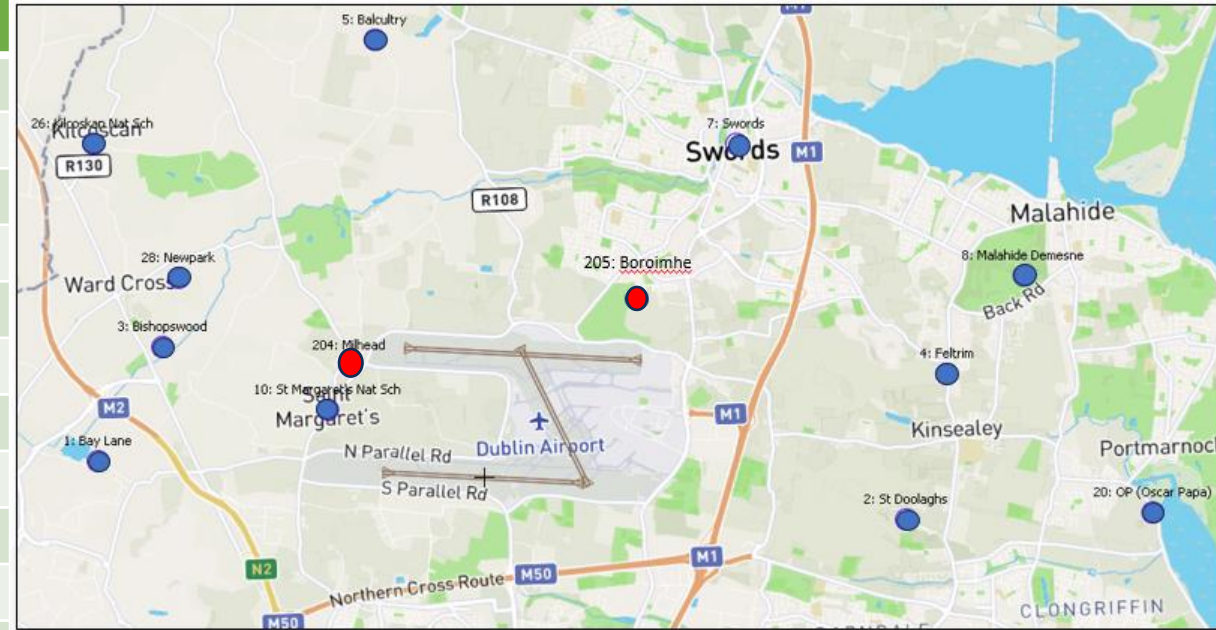 5: Balcultry
26: Kilcoskan Nat Sch
Kilcoscan
R130
7: Swords
Swords
M1
R108
Malahide
8: Malahide Demesne
Back Rd
205: Boroimhe
28: Newpark
Ward Cross
3: Bishopswood
204: Milhead
10: St Margaret's Nat Sch
Saint
Margaret's
4: Feltrim
M2
M1
Kinsealey
Dublin Airport
N Parallel Rd
S Parallel Rd
1: Bay Lane
Portmarnock
2: St Doolaghs
20: OP (Oscar Papa)
N2
M50
M1
Northern Cross Route
M50
CLONGRIFFIN